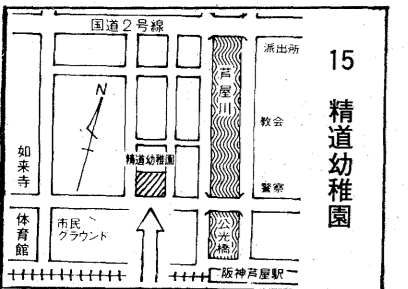 国道2号線
派出所
芦屋川
N
教会
精道幼稚園
如来寺
警察
体育館
市民
グラウンド
公光橋
阪神芦屋駅
15 精道幼稚園